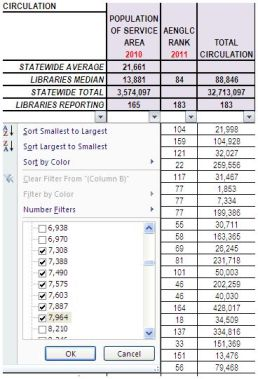 CIRCULATION
POPULATION OF SERVICE AREA 2010 AENGLC RANK 2011 TOTAL CIRCULATION
STATEWIDE AVERAGE 21,661
LIBRARIES MEDIAN 13,881 84 88,846
STATEWIDE TOTAL 3,574,097 32,713,097
LIBRARIES REPORTING 165 183 183
Sort Smallest to Largest
Sort Largest to Smallest
Sort by Color
Clear Filter From "(Column B)"
Filter by Color
Number Filters
6,938
6,970
7,308
7,388
7,490
7,575
7,603
7,887
7,964
8,210
OK Cancel
104 21,998
159 104,928
121 32,027
22 259,556
117 31,467
77 1,853
77 7,334
77 199,386
55 30,711
58 163,365
69 26,245
81 231,718
101 50,003
46 202,259
46 40,030
164 428,017
18 34,509
137 334,816
33 151,369
151 13,476
56 79,468